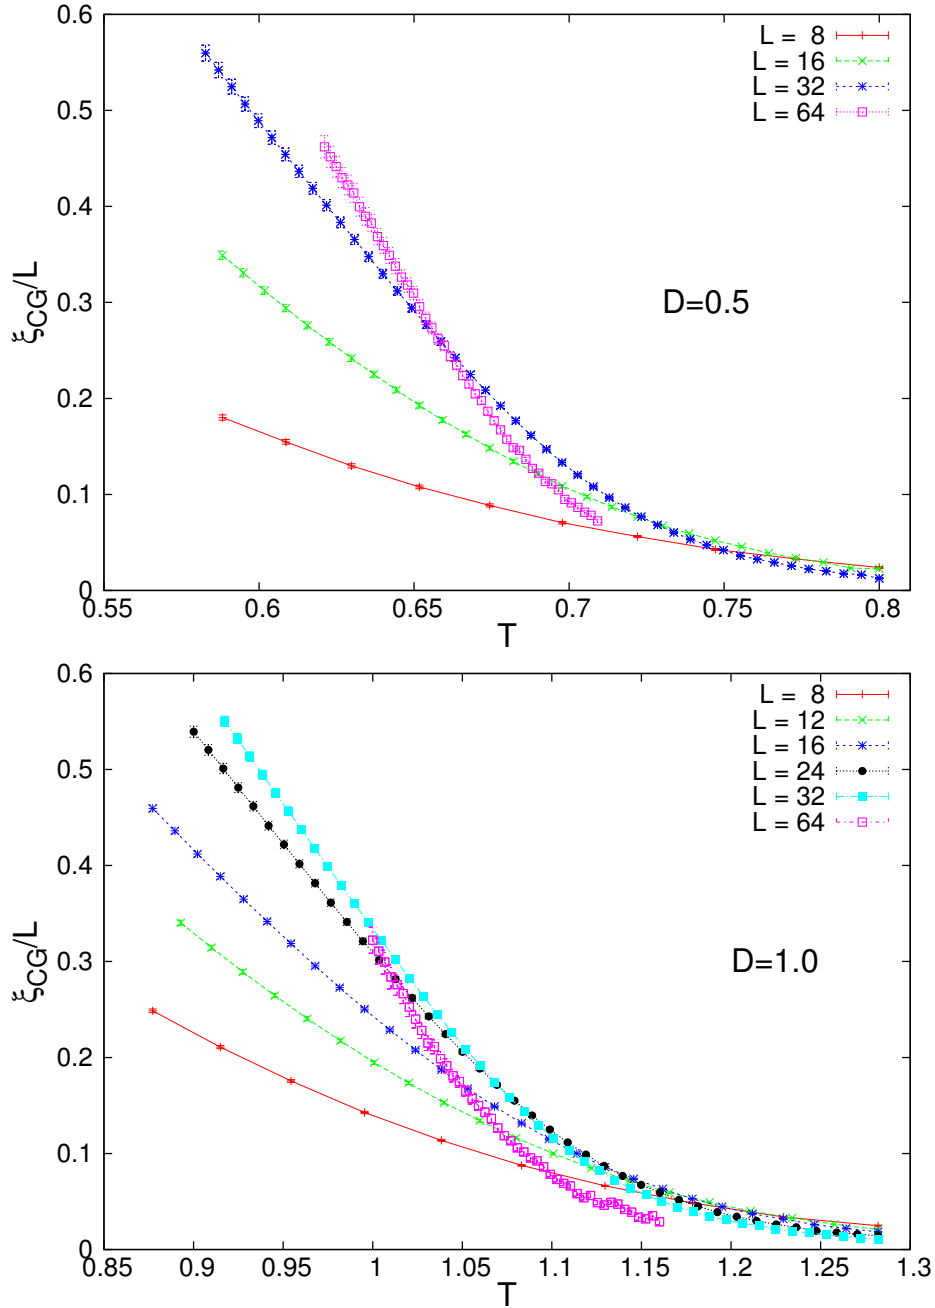 0.6
0.5
0.4
0.3
0.2
0.1
0
ξCG/L
L = 8
L = 16
L = 32
L = 64
D=0.5
0.55 0.6 0.65 0.7 0.75 0.8
T
0.6
0.5
0.4
0.3
0.2
0.1
0
ξCG/L
L = 8
L = 12
L = 16
L = 24
L = 32
L = 64
D=1.0
0.85 0.9 0.95 1 1.05 1.1 1.15 1.2 1.25 1.3
T